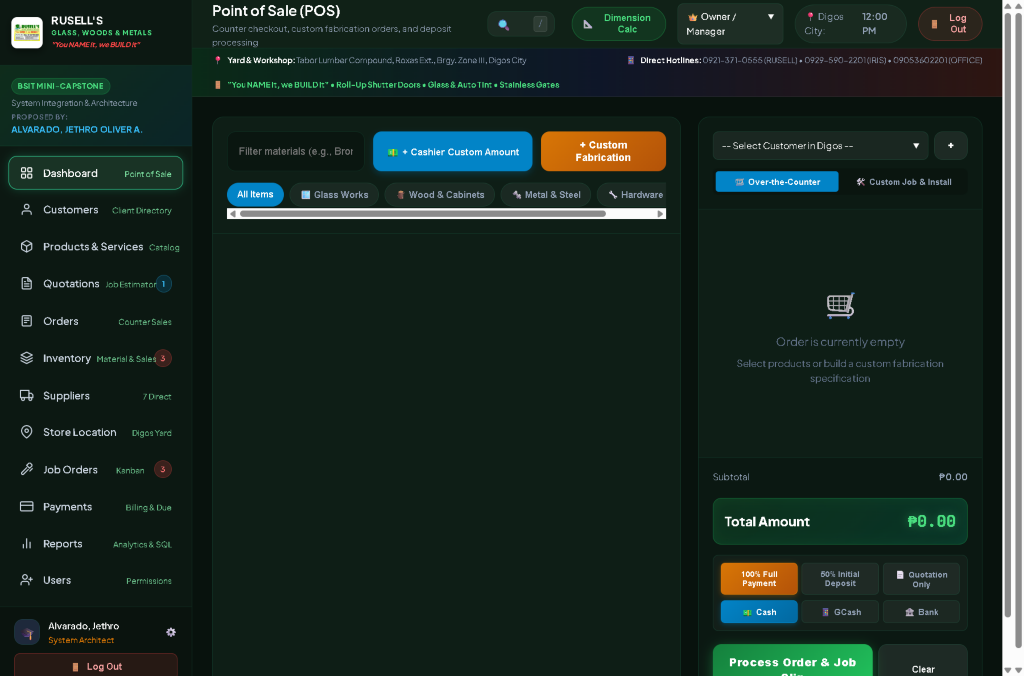 RUSELL'S
GLASS, WOODS & METALS
"You NAME It, we BUILD It"
BSIT MINI-CAPSTONE
System Integration & Architecture
PROPOSED BY:
ALVARADO, JETHRO OLIVER A.
Dashboard Point of Sale
Customers Client Directory
Products & Services Catalog
Quotations Job Estimator 1
Orders Counter Sales
Inventory Material & Sales 3
Suppliers 7 Direct
Store Location Digos Yard
Job Orders Kanban 3
Payments Billing & Due
Reports Analytics & SQL
Users Permissions
Alvarado, Jethro
System Architect
Log Out
Point of Sale (POS)
Counter checkout, custom fabrication orders, and deposit
processing
/
Dimension
Calc
Owner /
Manager
Digos
City:
12:00
PM
Log
Out
Yard & Workshop: Tabor Lumber Compound, Roxas Ext., Brgy. Zone III, Digos City
Direct Hotlines: 0921-371-0555 (RUSELL) • 0929-590-2201 (IRIS) • 09053602201 (OFFICE)
"You NAME It, we BUILD It" • Roll-Up Shutter Doors • Glass & Auto Tint • Stainless Gates
Filter materials (e.g., Bror
+ Cashier Custom Amount
+ Custom
Fabrication
All Items
Glass Works
Wood & Cabinets
Metal & Steel
Hardware
-- Select Customer in Digos --
+
Over-the-Counter
Custom Job & Install
Order is currently empty
Select products or build a custom fabrication
specification
Subtotal ₱0.00
Total Amount ₱0.00
100% Full
Payment
50% Initial
Deposit
Quotation
Only
Cash
GCash
Bank
Process Order & Job
Clear